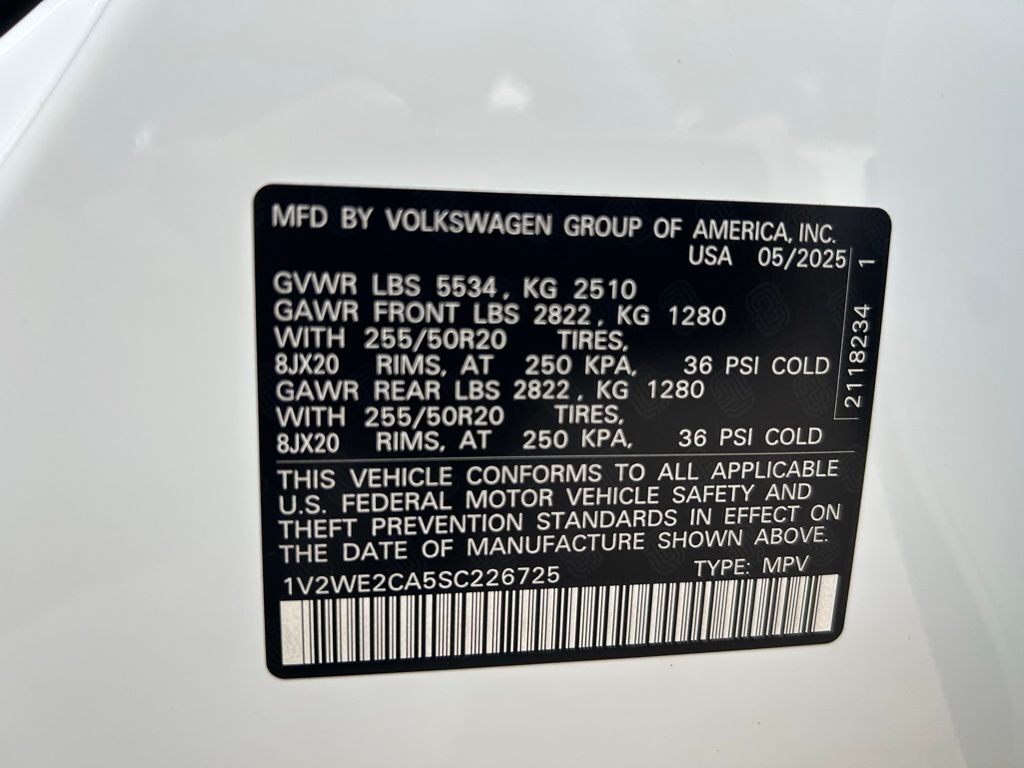 MFD BY VOLKSWAGEN GROUP OF AMERICA, INC.
USA 05/2025
GVWR LBS 5534, KG 2510
GAWR FRONT LBS 2822, KG 1280
WITH 255/50R20 TIRES,
8JX20 RIMS, AT 250 KPA, 36 PSI COLD
GAWR REAR LBS 2822, KG 1280
WITH 255/50R20 TIRES,
8JX20 RIMS, AT 250 KPA, 36 PSI COLD
2118234 1
THIS VEHICLE CONFORMS TO ALL APPLICABLE
U.S. FEDERAL MOTOR VEHICLE SAFETY AND
THEFT PREVENTION STANDARDS IN EFFECT ON
THE DATE OF MANUFACTURE SHOWN ABOVE.
1V2WE2CA5SC226725 TYPE: MPV